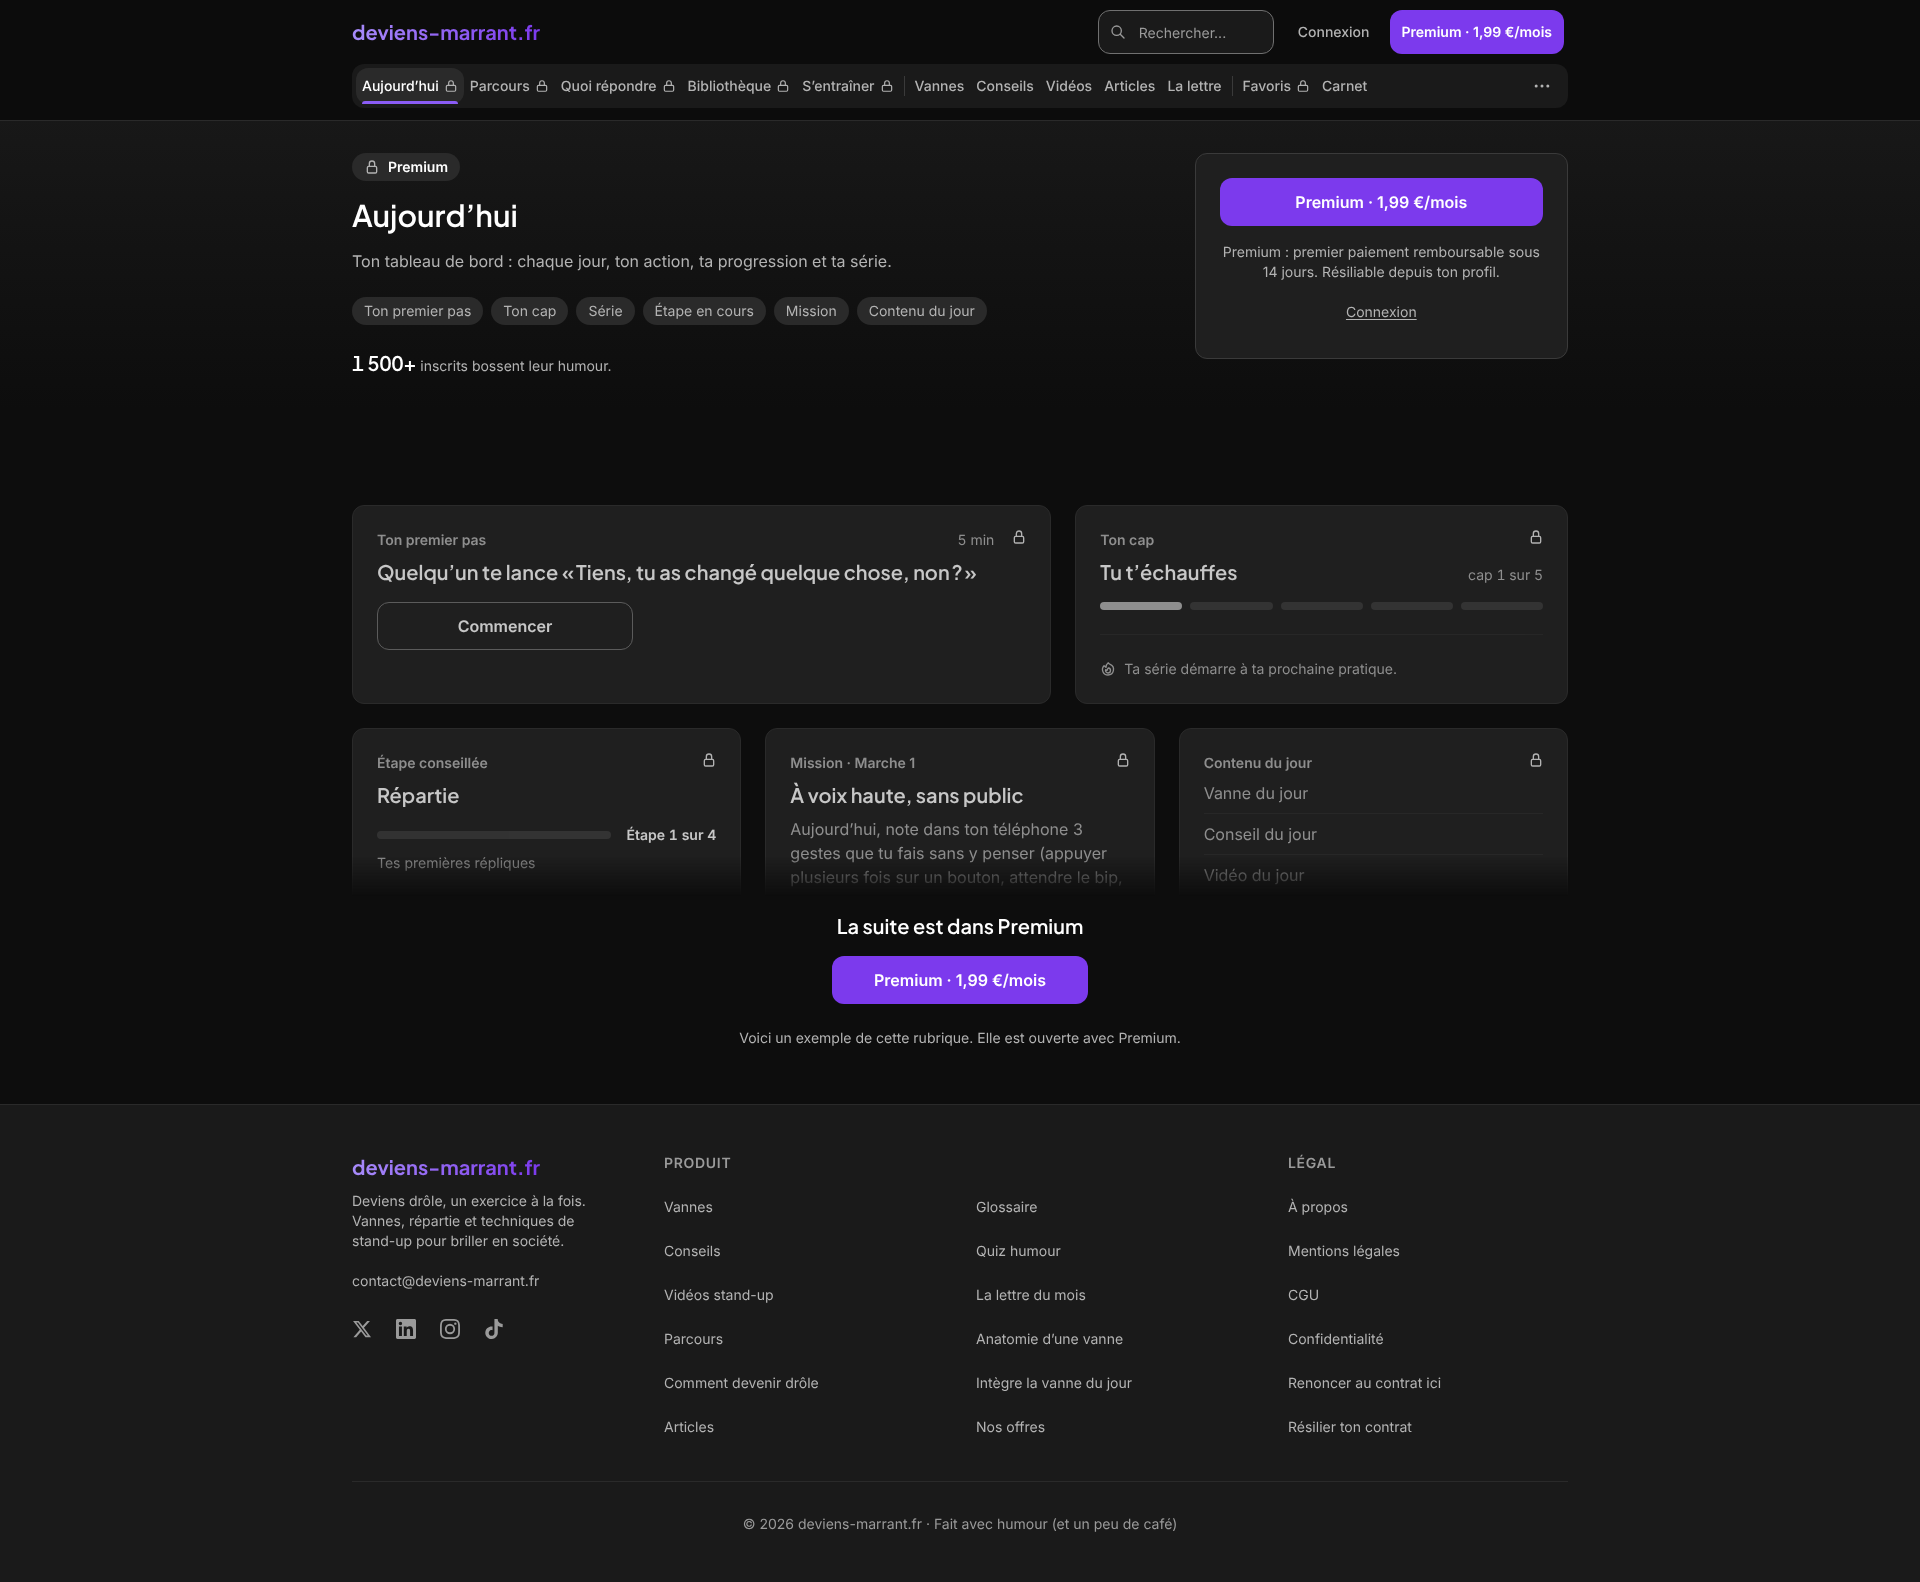 deviens-marrant.fr
Rechercher...
Connexion
Premium · 1,99 €/mois
Aujourd’hui
Parcours
Quoi répondre
Bibliothèque
S’entraîner
Vannes
Conseils
Vidéos
Articles
La lettre
Favoris
Carnet
Premium
Aujourd’hui
Ton tableau de bord : chaque jour, ton action, ta progression et ta série.
Ton premier pas
Ton cap
Série
Étape en cours
Mission
Contenu du jour
1 500+ inscrits bossent leur humour.
Premium · 1,99 €/mois
Premium : premier paiement remboursable sous
14 jours. Résiliable depuis ton profil.
Connexion
Ton premier pas
5 min
Quelqu’un te lance « Tiens, tu as changé quelque chose, non ? »
Commencer
Ton cap
Tu t’échauffes
cap 1 sur 5
Ta série démarre à ta prochaine pratique.
Étape conseillée
Répartie
Étape 1 sur 4
Tes premières répliques
Mission · Marche 1
À voix haute, sans public
Aujourd’hui, note dans ton téléphone 3
gestes que tu fais sans y penser (appuyer
plusieurs fois sur un bouton, attendre le bip,
Contenu du jour
Vanne du jour
Conseil du jour
Vidéo du jour
La suite est dans Premium
Premium · 1,99 €/mois
Voici un exemple de cette rubrique. Elle est ouverte avec Premium.
deviens-marrant.fr
Deviens drôle, un exercice à la fois.
Vannes, répartie et techniques de
stand-up pour briller en société.
contact@deviens-marrant.fr
PRODUIT
Vannes
Conseils
Vidéos stand-up
Parcours
Comment devenir drôle
Articles
Glossaire
Quiz humour
La lettre du mois
Anatomie d’une vanne
Intègre la vanne du jour
Nos offres
LÉGAL
À propos
Mentions légales
CGU
Confidentialité
Renoncer au contrat ici
Résilier ton contrat
© 2026 deviens-marrant.fr · Fait avec humour (et un peu de café)